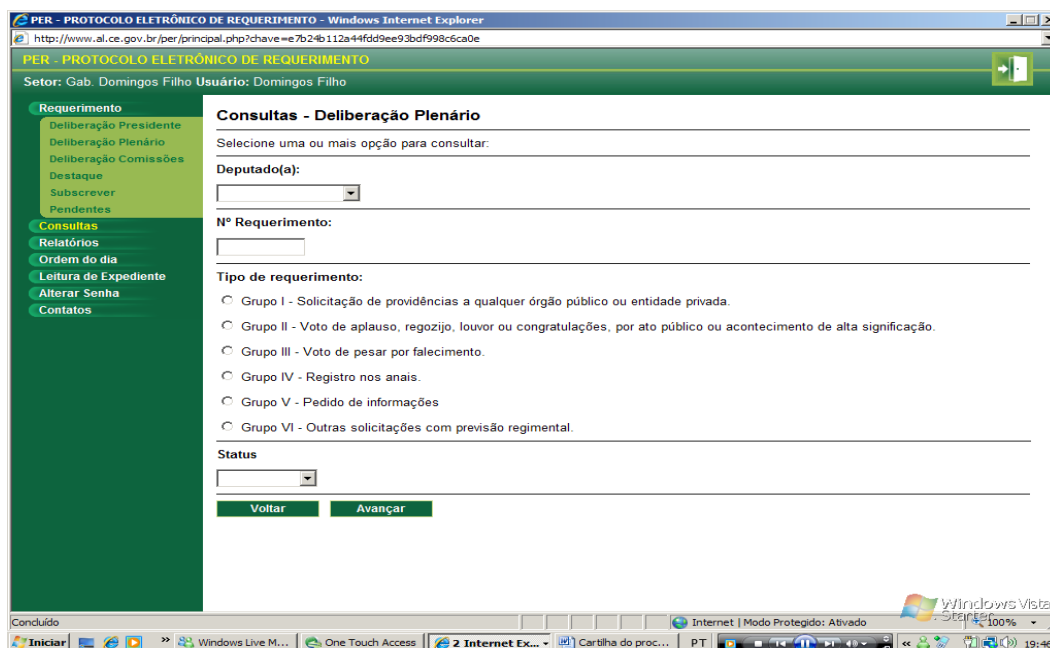 PER - PROTOCOLO ELETRÔNICO DE REQUERIMENTO - Windows Internet Explorer
http://www.al.ce.gov.br/per/principal.php?chave=e7b24b112a44fdd9ee93bdf998c6ca0e
PER - PROTOCOLO ELETRÔNICO DE REQUERIMENTO
Setor: Gab. Domingos Filho Usuário: Domingos Filho
Requerimento
Deliberação Presidente
Deliberação Plenário
Deliberação Comissões
Destaque
Subscrever
Pendentes
Consultas
Relatórios
Ordem do dia
Leitura de Expediente
Alterar Senha
Contatos
Consultas - Deliberação Plenário
Selecione uma ou mais opção para consultar:
Deputado(a):
Nº Requerimento:
Tipo de requerimento:
Grupo I - Solicitação de providências a qualquer órgão público ou entidade privada.
Grupo II - Voto de aplauso, regozijo, louvor ou congratulações, por ato público ou acontecimento de alta significação.
Grupo III - Voto de pesar por falecimento.
Grupo IV - Registro nos anais.
Grupo V - Pedido de informações
Grupo VI - Outras solicitações com previsão regimental.
Status
Voltar Avançar
Windows Vista
Starter
Concluído Internet | Modo Protegido: Ativado 100%
Iniciar » Windows Live M... One Touch Access 2 Internet Ex... Cartilha do proc... PT « 19:46